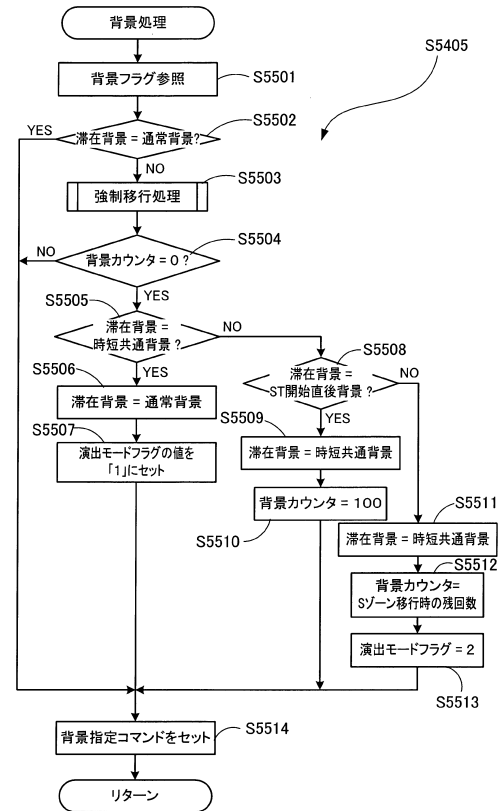 背景処理
S5405
背景フラグ参照
S5501
S5502
YES
滞在背景=通常背景?
NO
S5503
強制移行処理
S5504
NO
背景カウンタ=0?
YES
S5505
滞在背景=
時短共通背景?
NO
YES
S5508
滞在背景=
ST開始直後背景?
NO
YES
S5506
滞在背景=通常背景
S5507
演出モードフラグの値を
「1」にセット
S5509
滞在背景=時短共通背景
背景カウンタ=100
S5510
S5511
滞在背景=時短共通背景
S5512
背景カウンタ=
Sゾーン移行時の残回数
演出モードフラグ=2
S5513
背景指定コマンドをセット
S5514
リターン